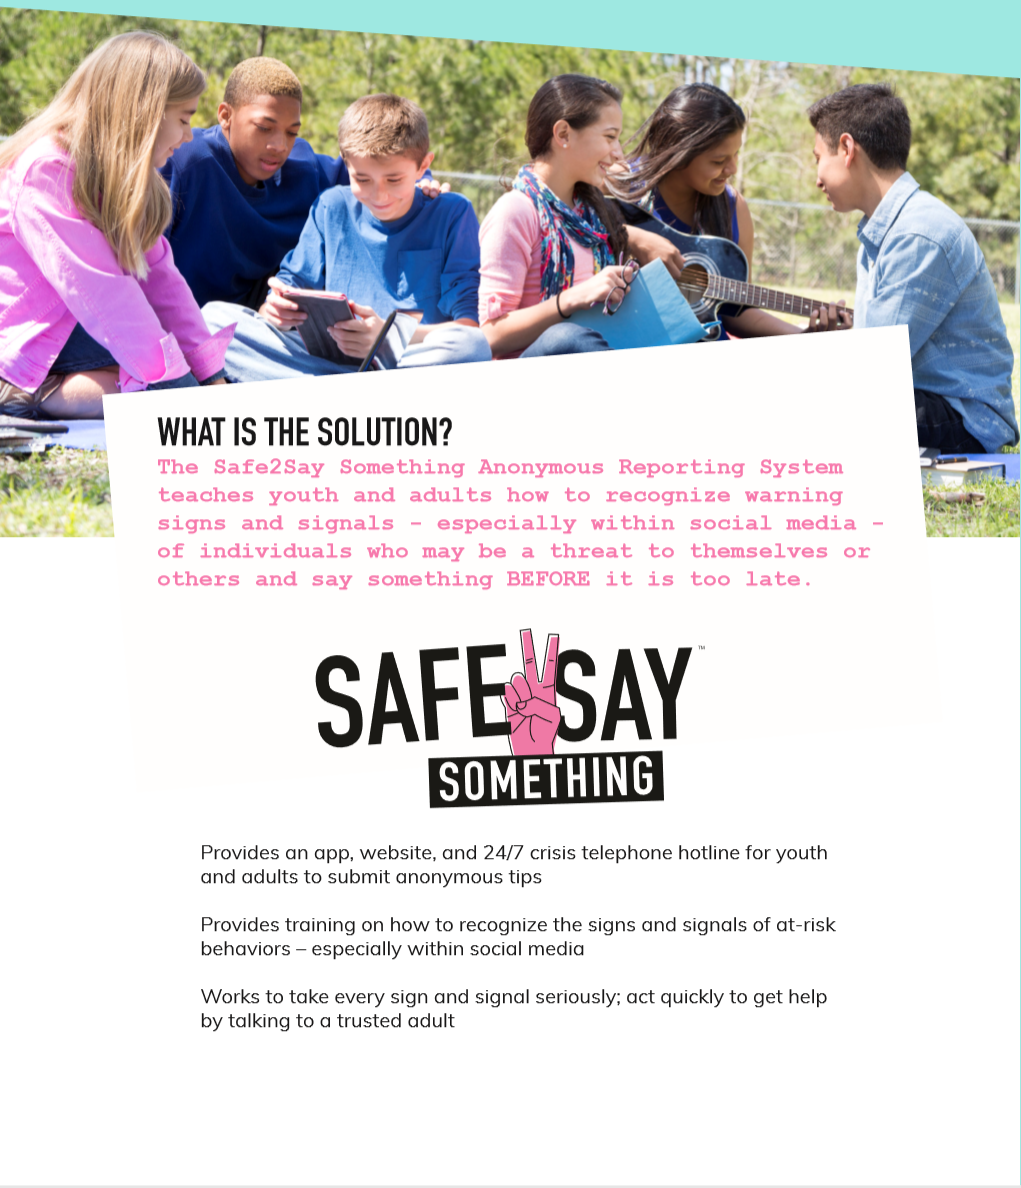 WHAT IS THE SOLUTION?
The Safe2Say Something Anonymous Reporting System
teaches youth and adults how to recognize warning
signs and signals – especially within social media –
of individuals who may be a threat to themselves or
others and say something BEFORE it is too late.
SAFE SAY ™
SOMETHING
Provides an app, website, and 24/7 crisis telephone hotline for youth
and adults to submit anonymous tips
Provides training on how to recognize the signs and signals of at-risk
behaviors – especially within social media
Works to take every sign and signal seriously; act quickly to get help
by talking to a trusted adult